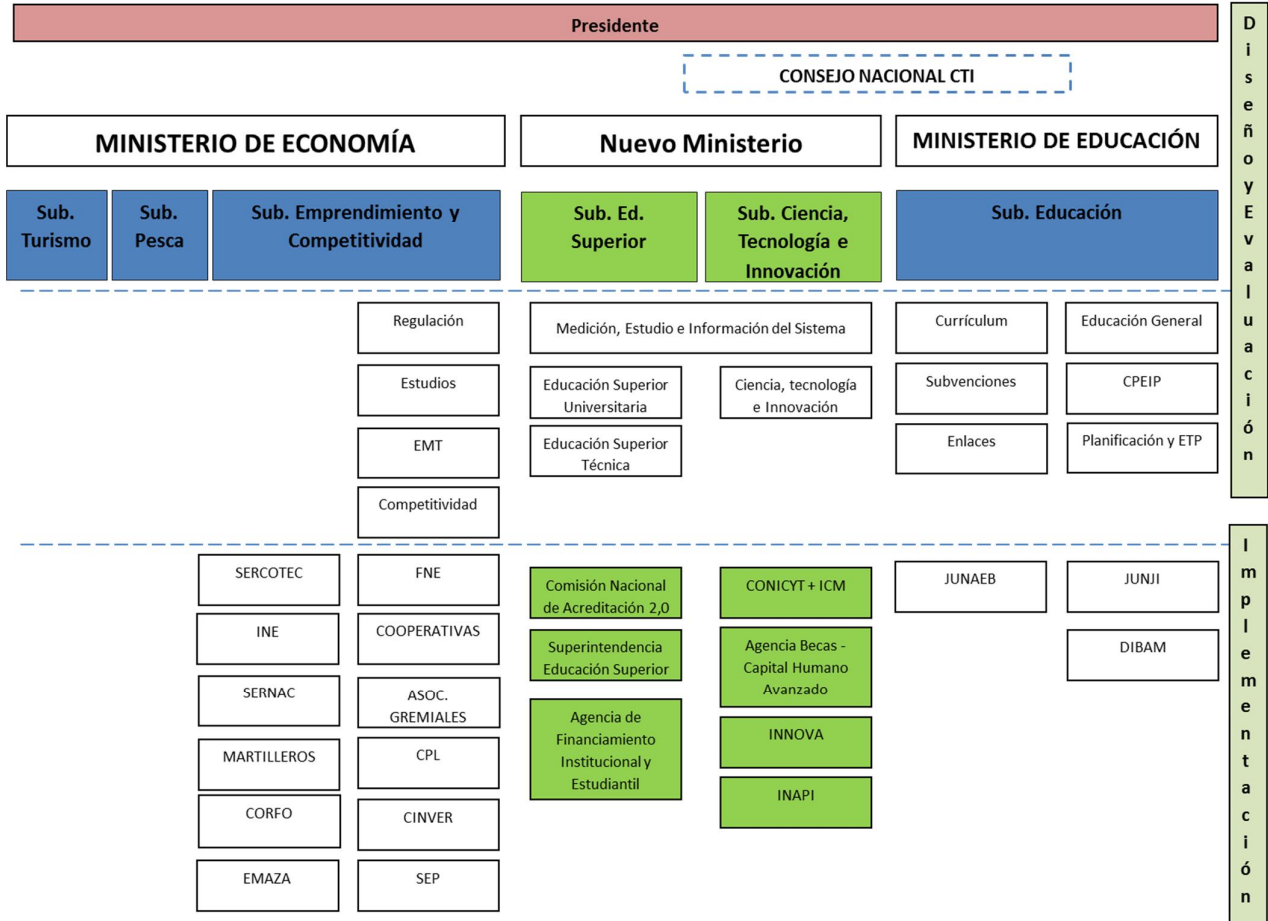 Presidente
CONSEJO NACIONAL CTI
MINISTERIO DE ECONOMÍA
Nuevo Ministerio
MINISTERIO DE EDUCACIÓN
Sub.
Turismo
Sub.
Pesca
Sub. Emprendimiento y
Competitividad
Sub. Ed.
Superior
Sub. Ciencia,
Tecnología e
Innovación
Sub. Educación
Regulación
Estudios
EMT
Competitividad
Medición, Estudio e Información del Sistema
Educación Superior
Universitaria
Ciencia, tecnología
e Innovación
Educación Superior
Técnica
Currículum
Educación General
Subvenciones
CPEIP
Enlaces
Planificación y ETP
Diseño y Evaluación
SERCOTEC
FNE
INE
COOPERATIVAS
SERNAC
ASOC.
GREMIALES
MARTILLEROS
CPL
CORFO
CINVER
EMAZA
SEP
Comisión Nacional
de Acreditación 2,0
Superintendencia
Educación Superior
Agencia de
Financiamiento
Institucional y
Estudiantil
CONICYT + ICM
Agencia Becas -
Capital Humano
Avanzado
INNOVA
INAPI
JUNAEB
JUNJI
DIBAM
Implementación